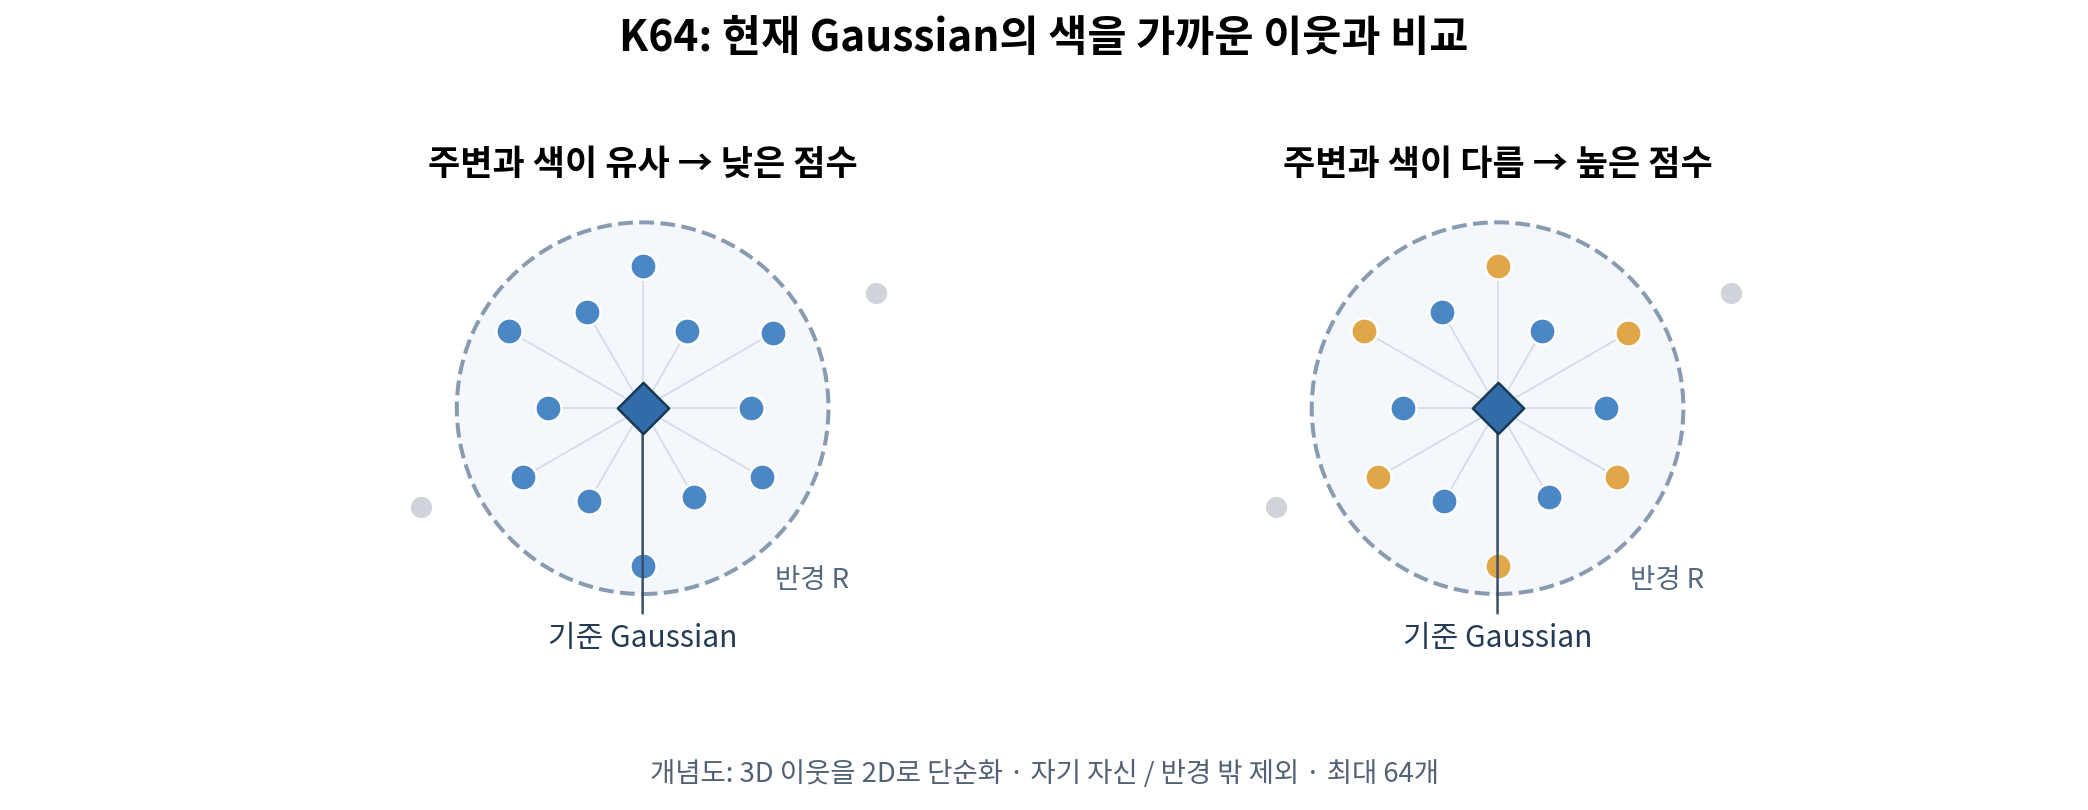 K64: 현재 Gaussian의 색을 가까운 이웃과 비교
주변과 색이 유사 → 낮은 점수
주변과 색이 다름 → 높은 점수
반경 R
반경 R
기준 Gaussian
기준 Gaussian
개념도: 3D 이웃을 2D로 단순화 · 자기 자신 / 반경 밖 제외 · 최대 64개